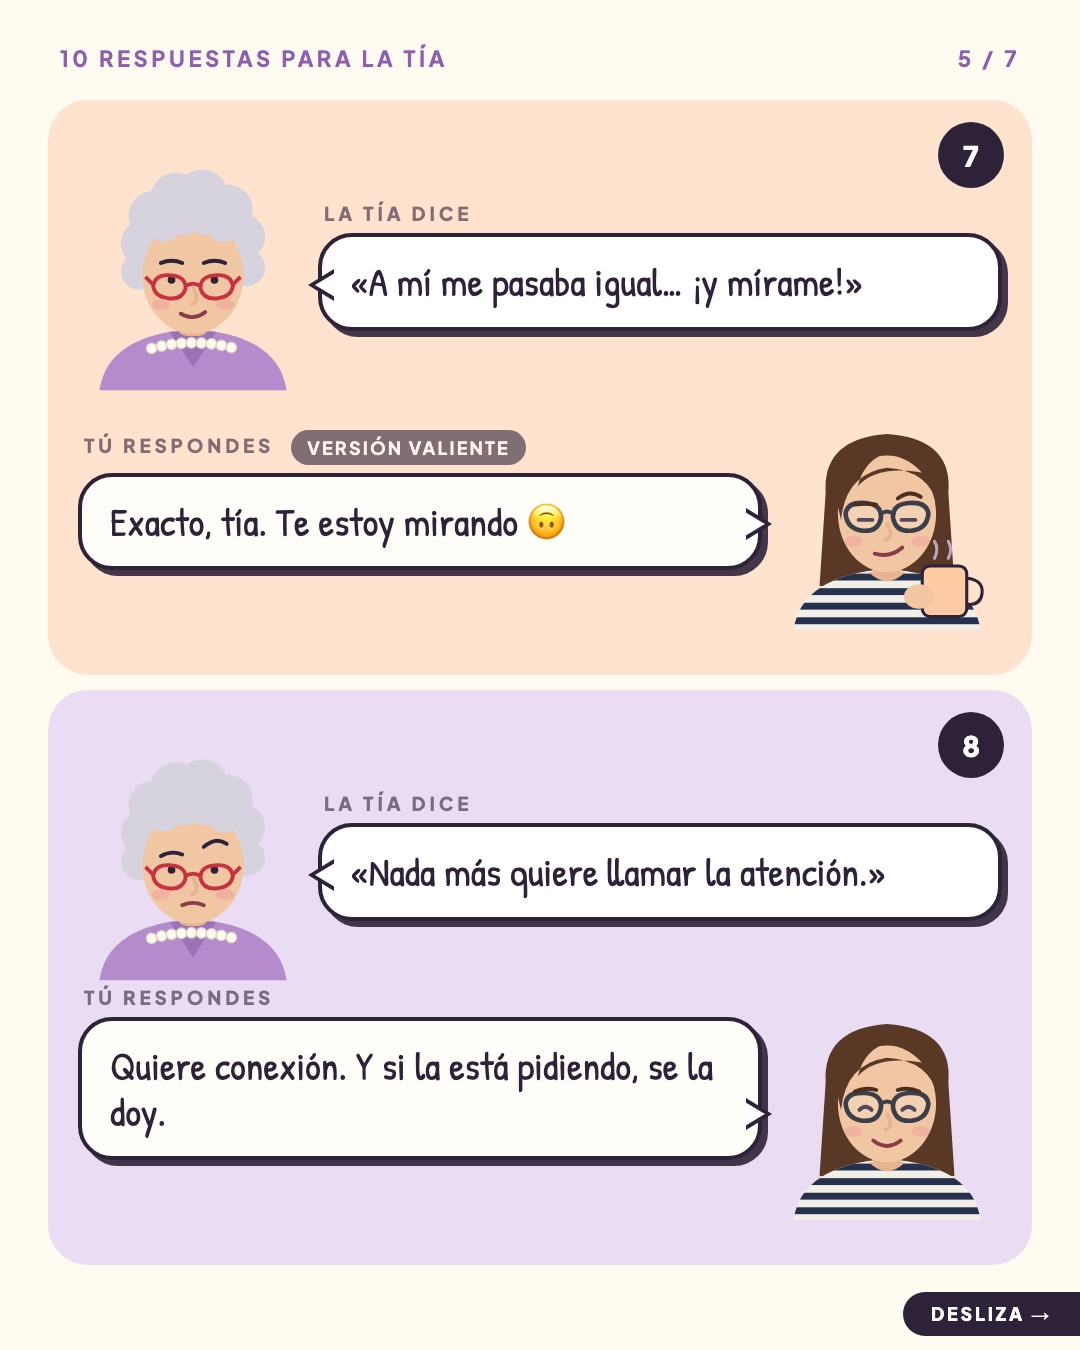 10 RESPUESTAS PARA LA TÍA
5 / 7
7
LA TÍA DICE
«A mí me pasaba igual... ¡y mírame!»
TÚ RESPONDES VERSIÓN VALIENTE
Exacto, tía. Te estoy mirando 🙃
8
LA TÍA DICE
«Nada más quiere llamar la atención.»
TÚ RESPONDES
Quiere conexión. Y si la está pidiendo, se la
doy.
DESLIZA →